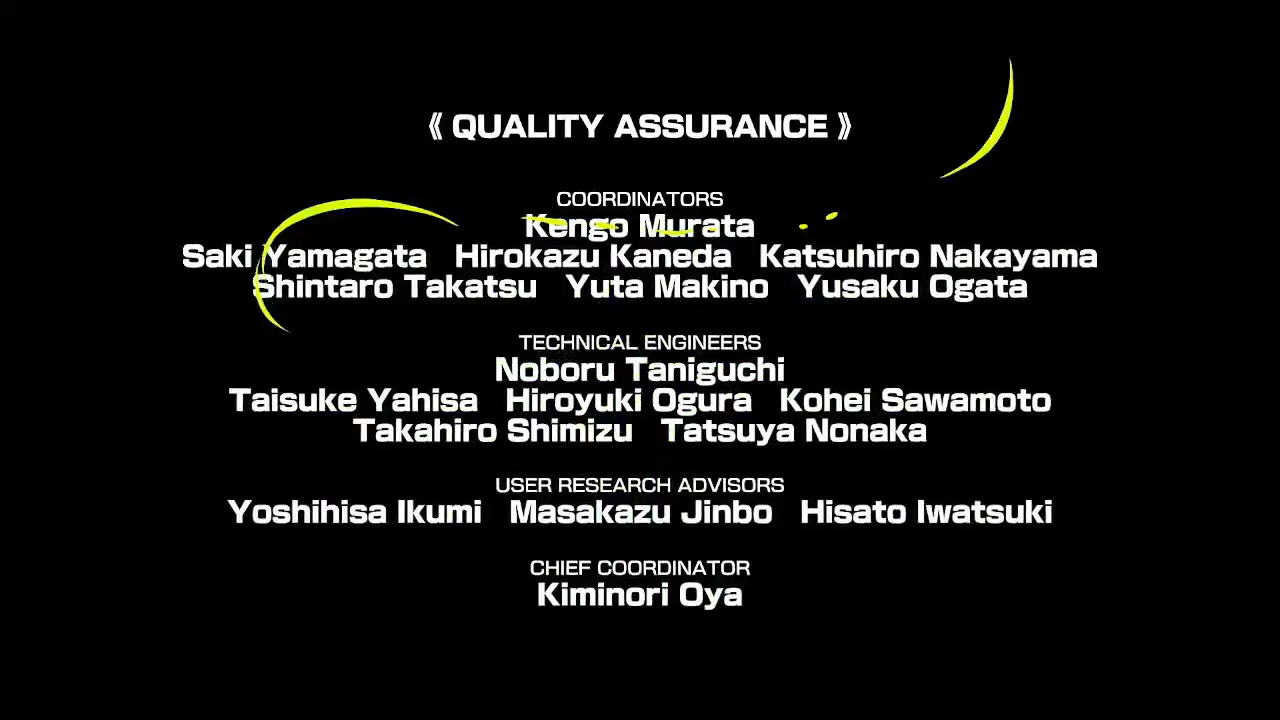 《 QUALITY ASSURANCE 》
COORDINATORS
Kengo Murata
Saki Yamagata Hirokazu Kaneda Katsuhiro Nakayama
Shintaro Takatsu Yuta Makino Yusaku Ogata
TECHNICAL ENGINEERS
Noboru Taniguchi
Taisuke Yahisa Hiroyuki Ogura Kohei Sawamoto
Takahiro Shimizu Tatsuya Nonaka
USER RESEARCH ADVISORS
Yoshihisa Ikumi Masakazu Jinbo Hisato Iwatsuki
CHIEF COORDINATOR
Kiminori Oya